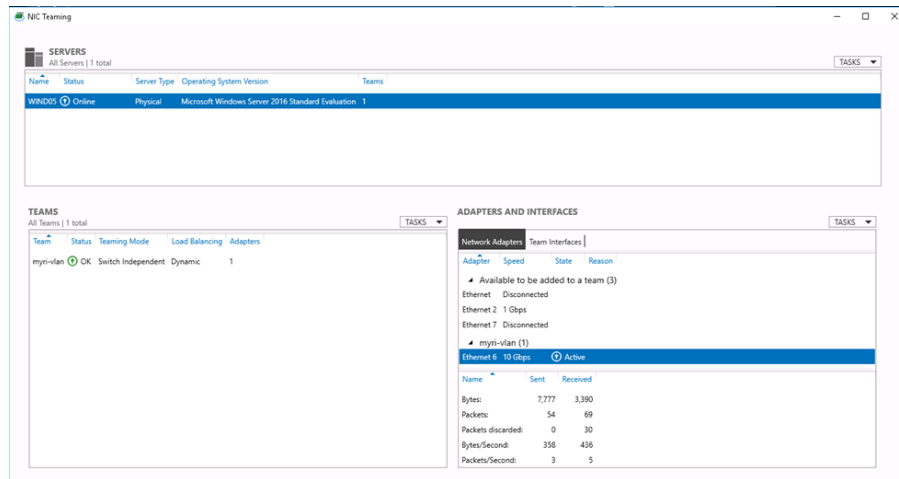 NIC Teaming
SERVERS
All Servers | 1 total
TASKS
Name Status Server Type Operating System Version Teams
WIND05 Online Physical Microsoft Windows Server 2016 Standard Evaluation 1
TEAMS
All Teams | 1 total
TASKS
Team Status Teaming Mode Load Balancing Adapters
myri-vlan OK Switch Independent Dynamic 1
ADAPTERS AND INTERFACES
TASKS
Network Adapters Team Interfaces
Adapter Speed State Reason
Available to be added to a team (3)
Ethernet Disconnected
Ethernet 2 1 Gbps
Ethernet 7 Disconnected
myri-vlan (1)
Ethernet 6 10 Gbps Active
Name Sent Received
Bytes: 7,777 3,390
Packets: 54 69
Packets discarded: 0 30
Bytes/Second: 358 436
Packets/Second: 3 5